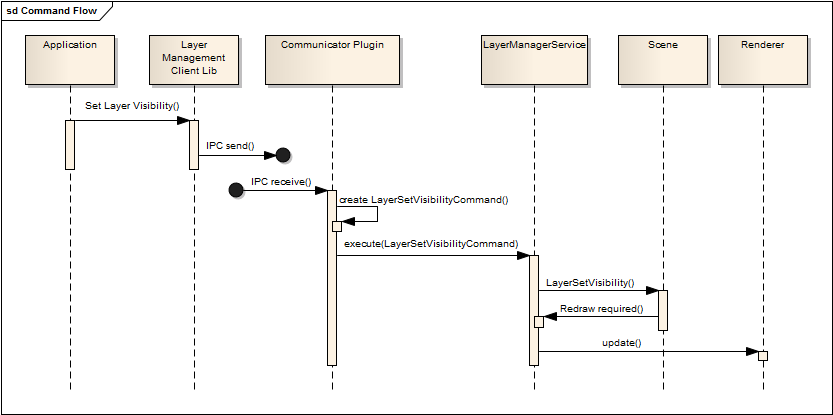 sd Command Flow
Application
Layer
Management
Client Lib
Communicator Plugin
LayerManagerService
Scene
Renderer
Set Layer Visibility()
IPC send()
IPC receive()
create LayerSetVisibilityCommand()
execute(LayerSetVisibilityCommand)
LayerSetVisibility()
Redraw required()
update()